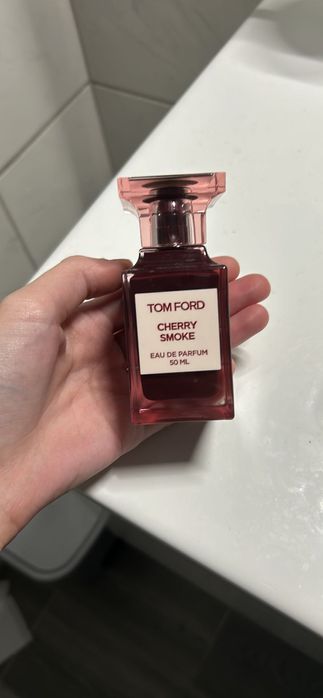 TOM FORD
CHERRY
SMOKE
EAU DE PARFUM
50 ML